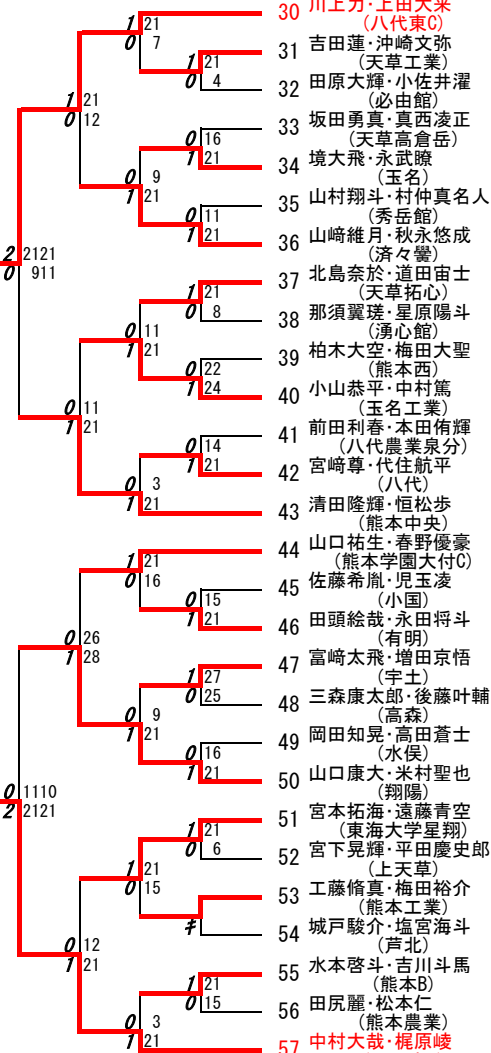 30 川上力・上田大来
(八代東C)
31 吉田蓮・沖崎文弥
(天草工業)
32 田原大輝・小佐井濯
(必由館)
33 坂田勇真・真西凌正
(天草高倉岳)
34 境大飛・永武瞭
(玉名)
35 山村翔斗・村仲真名人
(秀岳館)
36 山﨑維月・秋永悠成
(済々黌)
37 北島奈於・道田宙士
(天草拓心)
38 那須翼瑳・星原陽斗
(湧心館)
39 柏木大空・梅田大聖
(熊本西)
40 小山恭平・中村篤
(玉名工業)
41 前田利春・本田侑輝
(八代農業泉分)
42 宮﨑尊・代住航平
(八代)
43 清田隆輝・恒松歩
(熊本中央)
44 山口祐生・春野優豪
(熊本学園大付C)
45 佐藤希胤・児玉凌
(小国)
46 田頭絵哉・永田将斗
(有明)
47 富﨑太飛・増田京悟
(宇土)
48 三森康太郎・後藤叶輔
(高森)
49 岡田知晃・高田蒼士
(水俣)
50 山口康大・米村聖也
(翔陽)
51 宮本拓海・遠藤青空
(東海大学星翔)
52 宮下晃輝・平田慶史郎
(上天草)
53 工藤脩真・梅田裕介
(熊本工業)
54 城戸駿介・塩宮海斗
(芦北)
55 水本啓斗・吉川斗馬
(熊本B)
56 田尻麗・松本仁
(熊本農業)
57 中村大哉・梶原崚
1 21
0 7
1 21
0 4
1 21
0 12
0 16
1 21
0 9
1 21
0 11
1 21
2 2121
0 911
1 21
0 8
0 11
1 21
0 22
1 24
0 11
1 21
0 14
1 21
0 3
1 21
1 21
0 16
0 15
1 21
0 26
1 28
1 27
0 25
0 9
1 21
0 16
1 21
0 1110
2 2121
1 21
0 6
1 21
0 15
キ
0 12
1 21
1 21
0 15
0 3
1 21